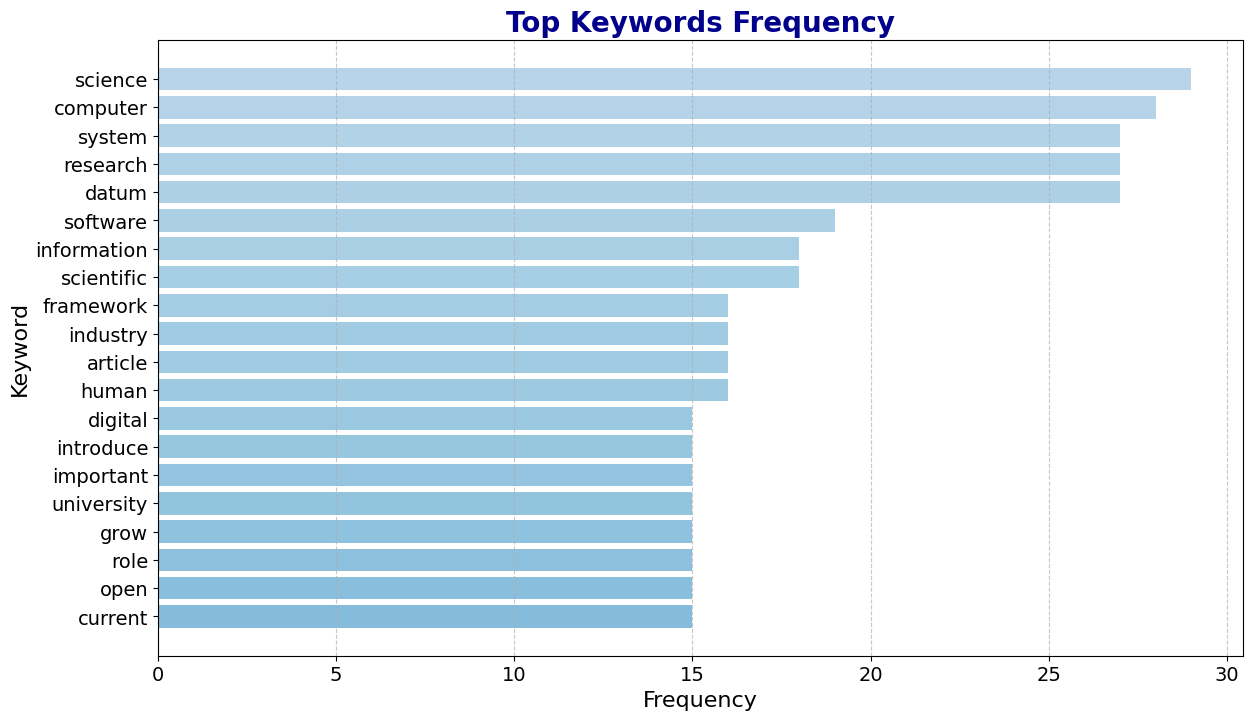 Top Keywords Frequency
Keyword
science
computer
system
research
datum
software
information
scientific
framework
industry
article
human
digital
introduce
important
university
grow
role
open
current
0 5 10 15 20 25 30
Frequency